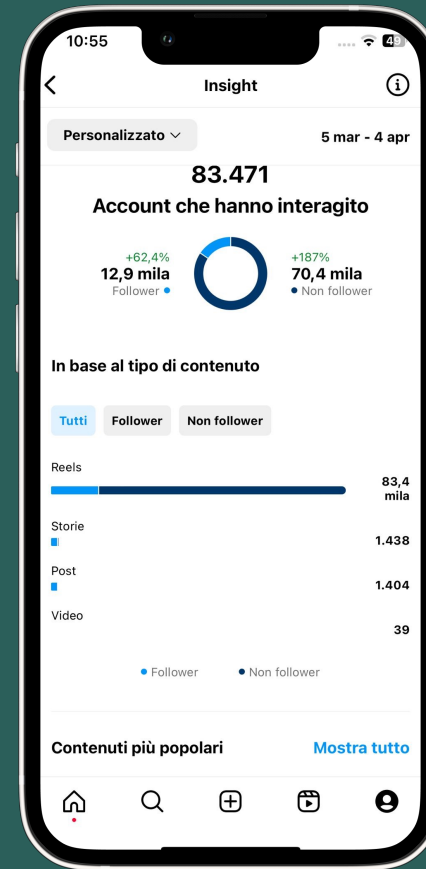 10:55
49
Insight
Personalizzato
5 mar - 4 apr
83.471
Account che hanno interagito
+62,4%
12,9 mila
Follower
+187%
70,4 mila
Non follower
In base al tipo di contenuto
Tutti Follower Non follower
Reels
83,4
mila
Storie
1.438
Post
1.404
Video
39
Follower Non follower
Contenuti più popolari Mostra tutto